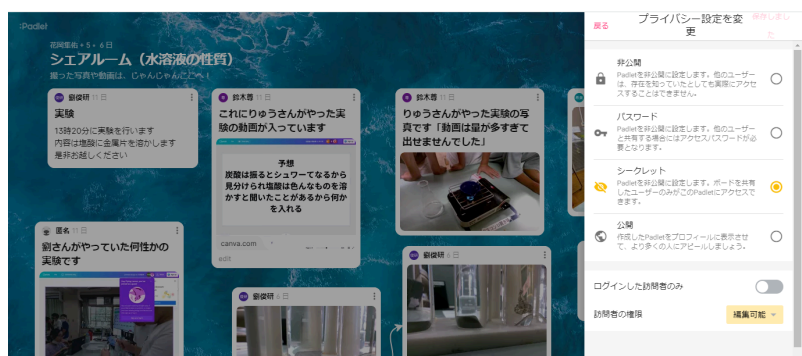 :Padlet
花岡隼佑 + 5 • 6日
シェアルーム（水溶液の性質）
撮った写真や動画は、じゃんじゃんここへ！
劉俊研 11日
実験
13時20分に実験を行います
内容は塩酸に金属片を溶かします
是非お越しください
匿名 11日
劉さんがやっていた何性かの
実験です
鈴木尊 11日
これにりゅうさんがやった実
験の動画が入っています
予想
炭酸は振るとシュワーてなるから
見分けられ塩酸は色んなものを溶
かすと聞いたことがあるから何か
を入れる
canva.com
edit
劉俊研 6日
鈴木尊 11日
りゅうさんがやった実験の写
真です「動画は量が多すぎて
出せませんでした」
劉俊研 6日
戻る
プライバシー設定を変
更
保存しまし
た
非公開
Padletを非公開に設定します。他のユーザー
は、存在を知っていたとしても実際にアクセ
スすることはできません。
パスワード
Padletを非公開に設定します。他のユーザー
と共有する場合にはアクセスパスワードが必
要となります。
シークレット
Padletを非公開に設定します。ボードを共有
したユーザーのみがこのPadletにアクセスで
きます。
公開
作成したPadletをプロフィールに表示させ
て、より多くの人にアピールしましょう。
ログインした訪問者のみ
訪問者の権限
編集可能